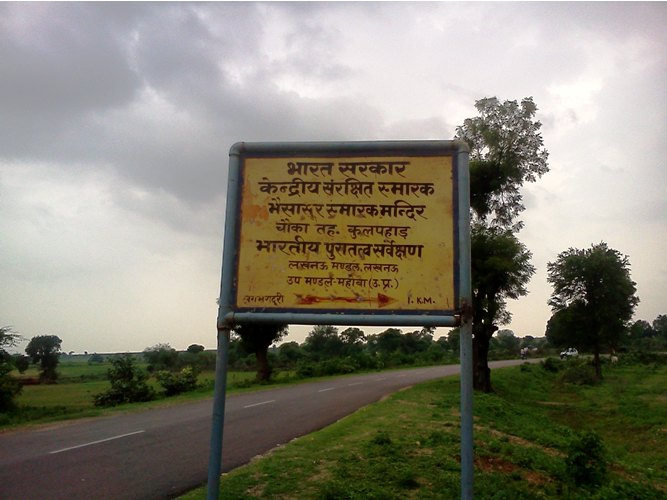 भारत सरकार
केन्द्रीय संरक्षित स्मारक
भैंसासुर स्मारक मन्दिर
चौका तह. कुलपहाड़
भारतीय पुरातत्व सर्वेक्षण
लखनऊ मण्डल, लखनऊ
उप मण्डल-महोबा (उ.प्र.)
लगभग दूरी 1. K.M.